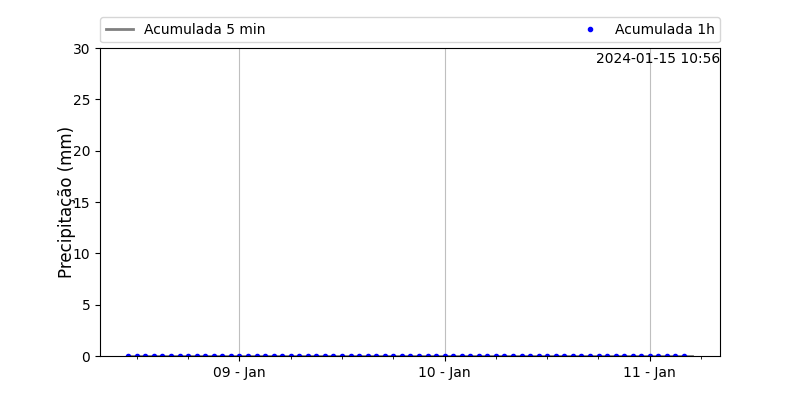 Acumulada 5 min
Acumulada 1h
2024-01-15 10:56
Precipitação (mm)
30
25
20
15
10
5
0
09 - Jan
10 - Jan
11 - Jan